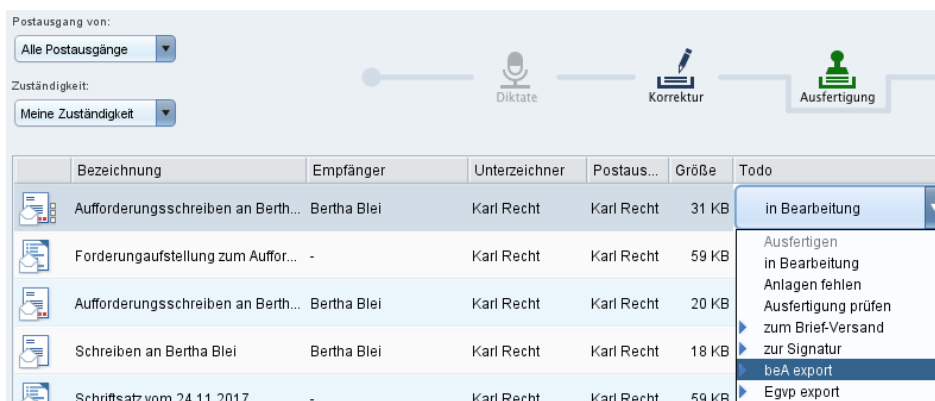 Postausgang von:
Alle Postausgänge
Zuständigkeit:
Meine Zuständigkeit
Diktate
Korrektur
Ausfertigung
Bezeichnung Empfänger Unterzeichner Postaus... Größe Todo
Aufforderungsschreiben an Berth... Bertha Blei Karl Recht Karl Recht 31 KB in Bearbeitung
Forderungaufstellung zum Auffor... - Karl Recht Karl Recht 59 KB
Aufforderungsschreiben an Berth... Bertha Blei Karl Recht Karl Recht 20 KB
Schreiben an Bertha Blei Bertha Blei Karl Recht Karl Recht 18 KB
Schriftsatz vom 24.11.2017 - Karl Recht Karl Recht 59 KB
Ausfertigen
in Bearbeitung
Anlagen fehlen
Ausfertigung prüfen
zum Brief-Versand
zur Signatur
beA export
Egvp export